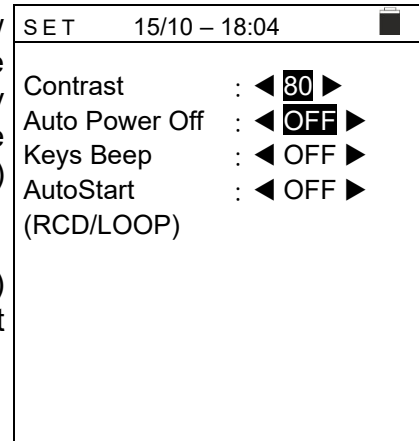 SET 15/10 – 18:04
Contrast : ◀ 80 ▶
Auto Power Off : ◀ OFF ▶
Keys Beep : ◀ OFF ▶
AutoStart : ◀ OFF ▶
(RCD/LOOP)